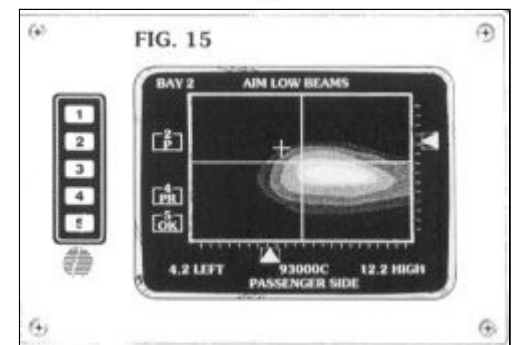 FIG. 15
BAY 2 AIM LOW BEAMS
1
2
3
4
5
2
P
4
PR
5
OK
4.2 LEFT 93000C 12.2 HIGH
PASSENGER SIDE